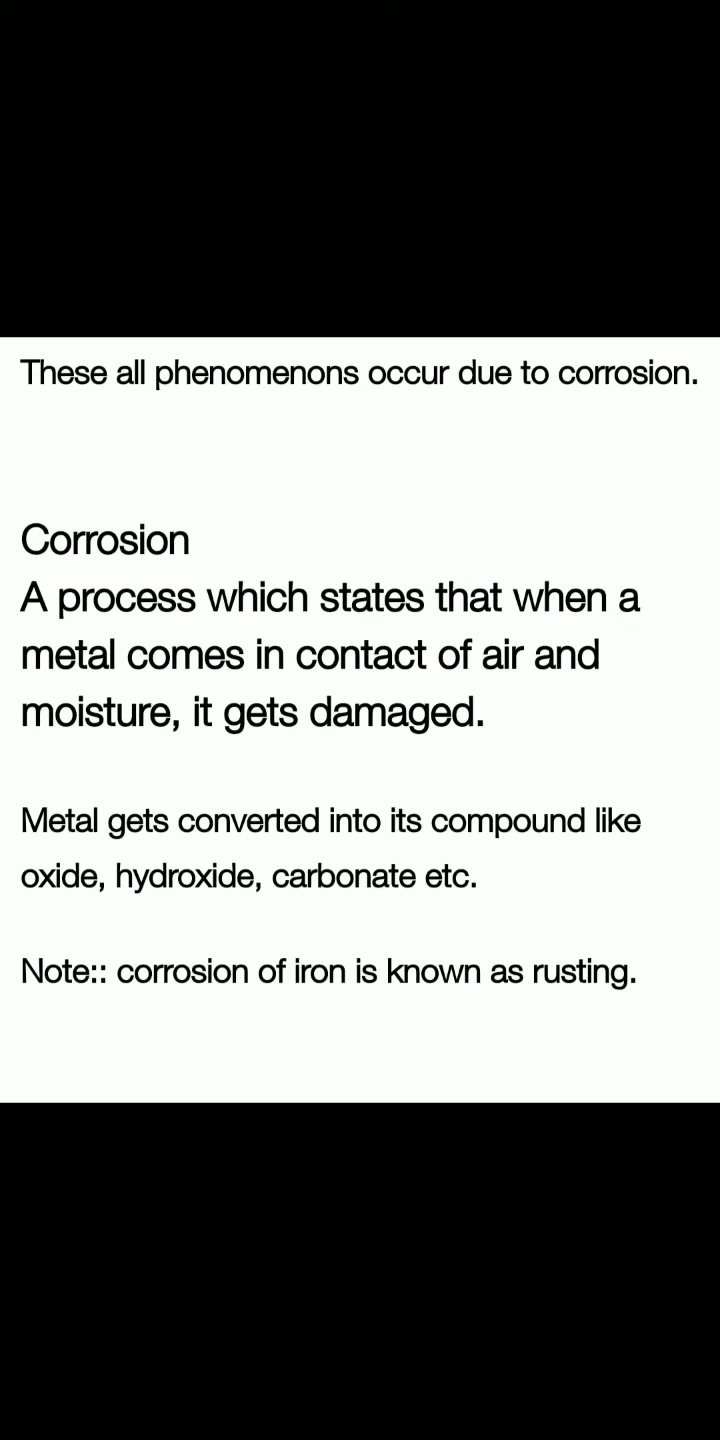 These all phenomenons occur due to corrosion.
Corrosion
A process which states that when a
metal comes in contact of air and
moisture, it gets damaged.
Metal gets converted into its compound like
oxide, hydroxide, carbonate etc.
Note:: corrosion of iron is known as rusting.